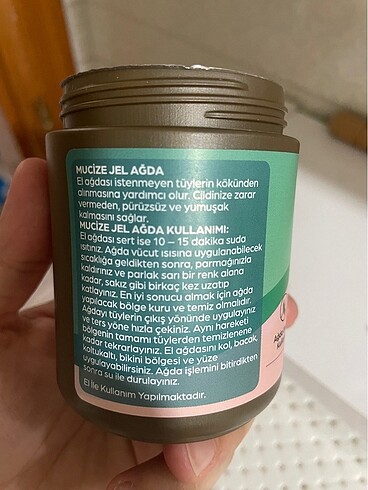 MUCİZE JEL AĞDA
El ağdası istenmeyen tüylerin kökünden
alınmasına yardımcı olur. Cildinize zarar
vermeden, pürüzsüz ve yumuşak
kalmasını sağlar.
MUCİZE JEL AĞDA KULLANIMI:
El ağdası sert ise 10 – 15 dakika suda
ısıtınız. Ağda vücut ısısına uygulanabilecek
sıcaklığa geldikten sonra, parmağınızla
kaldırınız ve parlak sarı bir renk alana
kadar, sakız gibi birkaç kez uzatıp
katlayınız. En iyi sonucu almak için ağda
yapılacak bölge kuru ve temiz olmalıdır.
Ağdayı tüylerin çıkış yönünde uygulayınız
ve ters yöne hızla çekiniz. Aynı hareketi
bölgenin tamamı tüylerden temizlenene
kadar tekrarlayınız. El ağdasını kol, bacak,
koltukaltı, bikini bölgesi ve yüze
uygulayabilirsiniz. Ağda işlemini bitirdikten
sonra su ile durulayınız.
El İle Kullanım Yapılmaktadır.